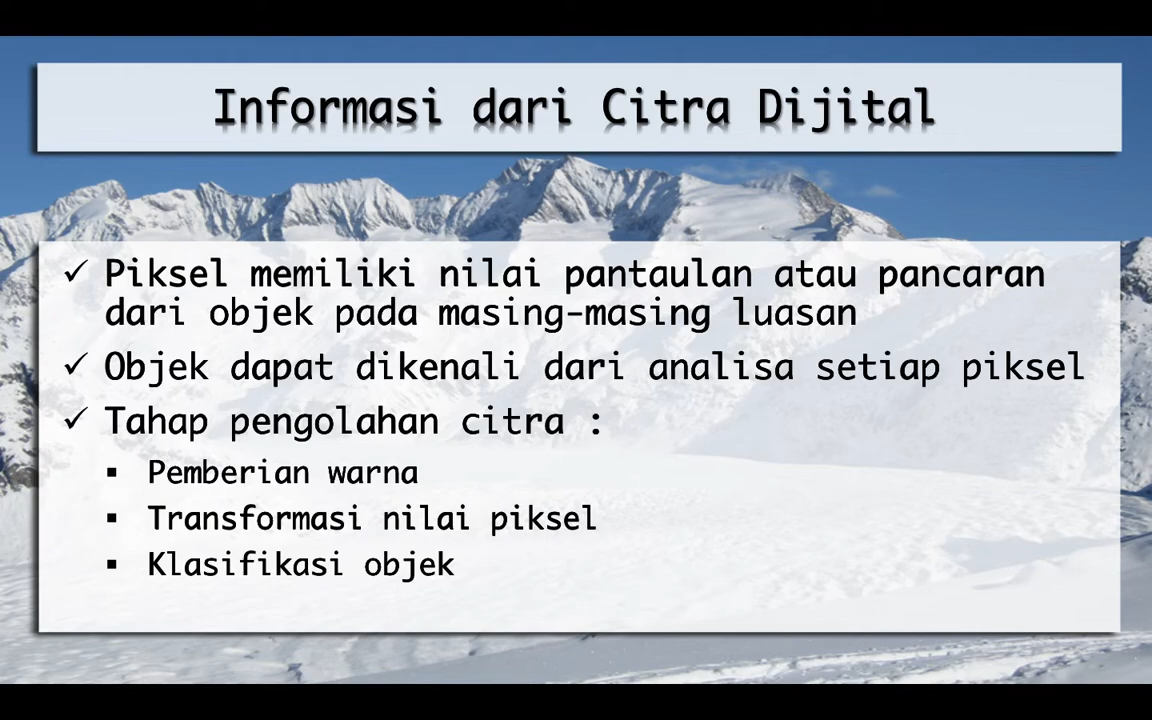 Informasi dari Citra Dijital
✓ Piksel memiliki nilai pantaulan atau pancaran
dari objek pada masing-masing luasan
✓ Objek dapat dikenali dari analisa setiap piksel
✓ Tahap pengolahan citra :
▪ Pemberian warna
▪ Transformasi nilai piksel
▪ Klasifikasi objek